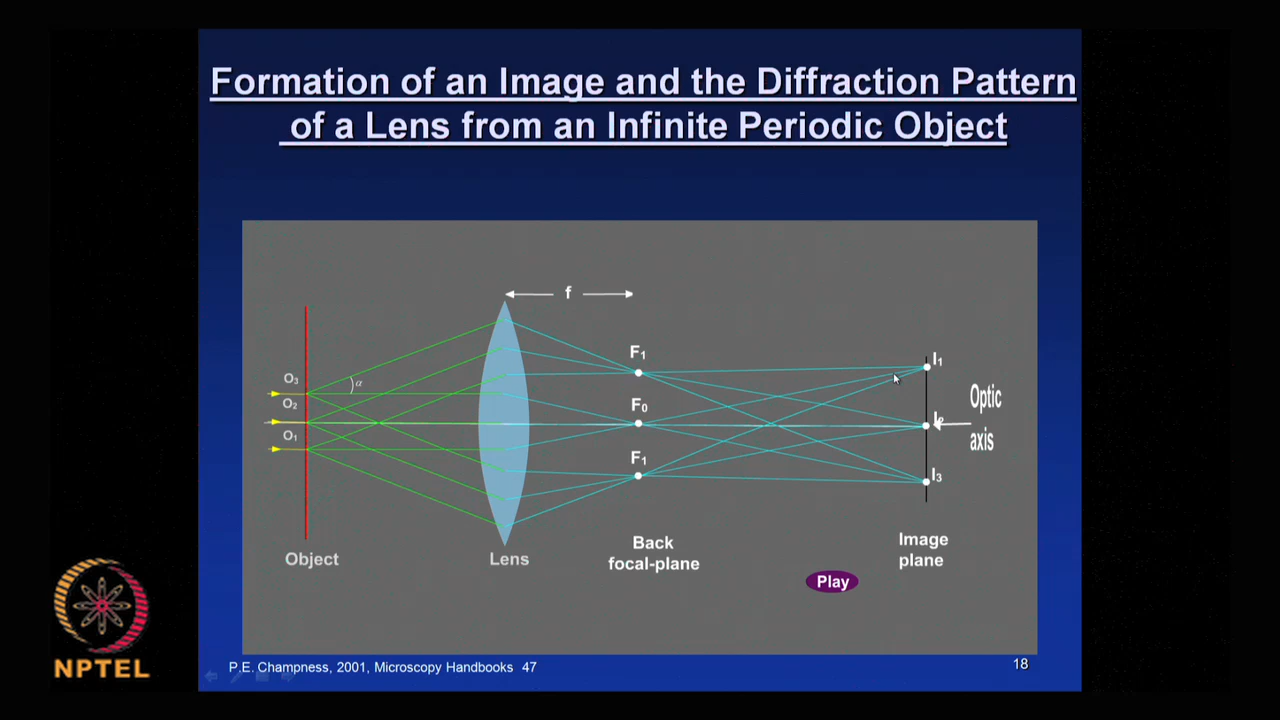 Formation of an Image and the Diffraction Pattern
of a Lens from an Infinite Periodic Object
f
F1
I1
O3
α
O2
F0
Optic
O1
axis
F1
I3
Object
Lens
Back
focal-plane
Image
plane
Play
NPTEL
P.E. Champness, 2001, Microscopy Handbooks 47
18